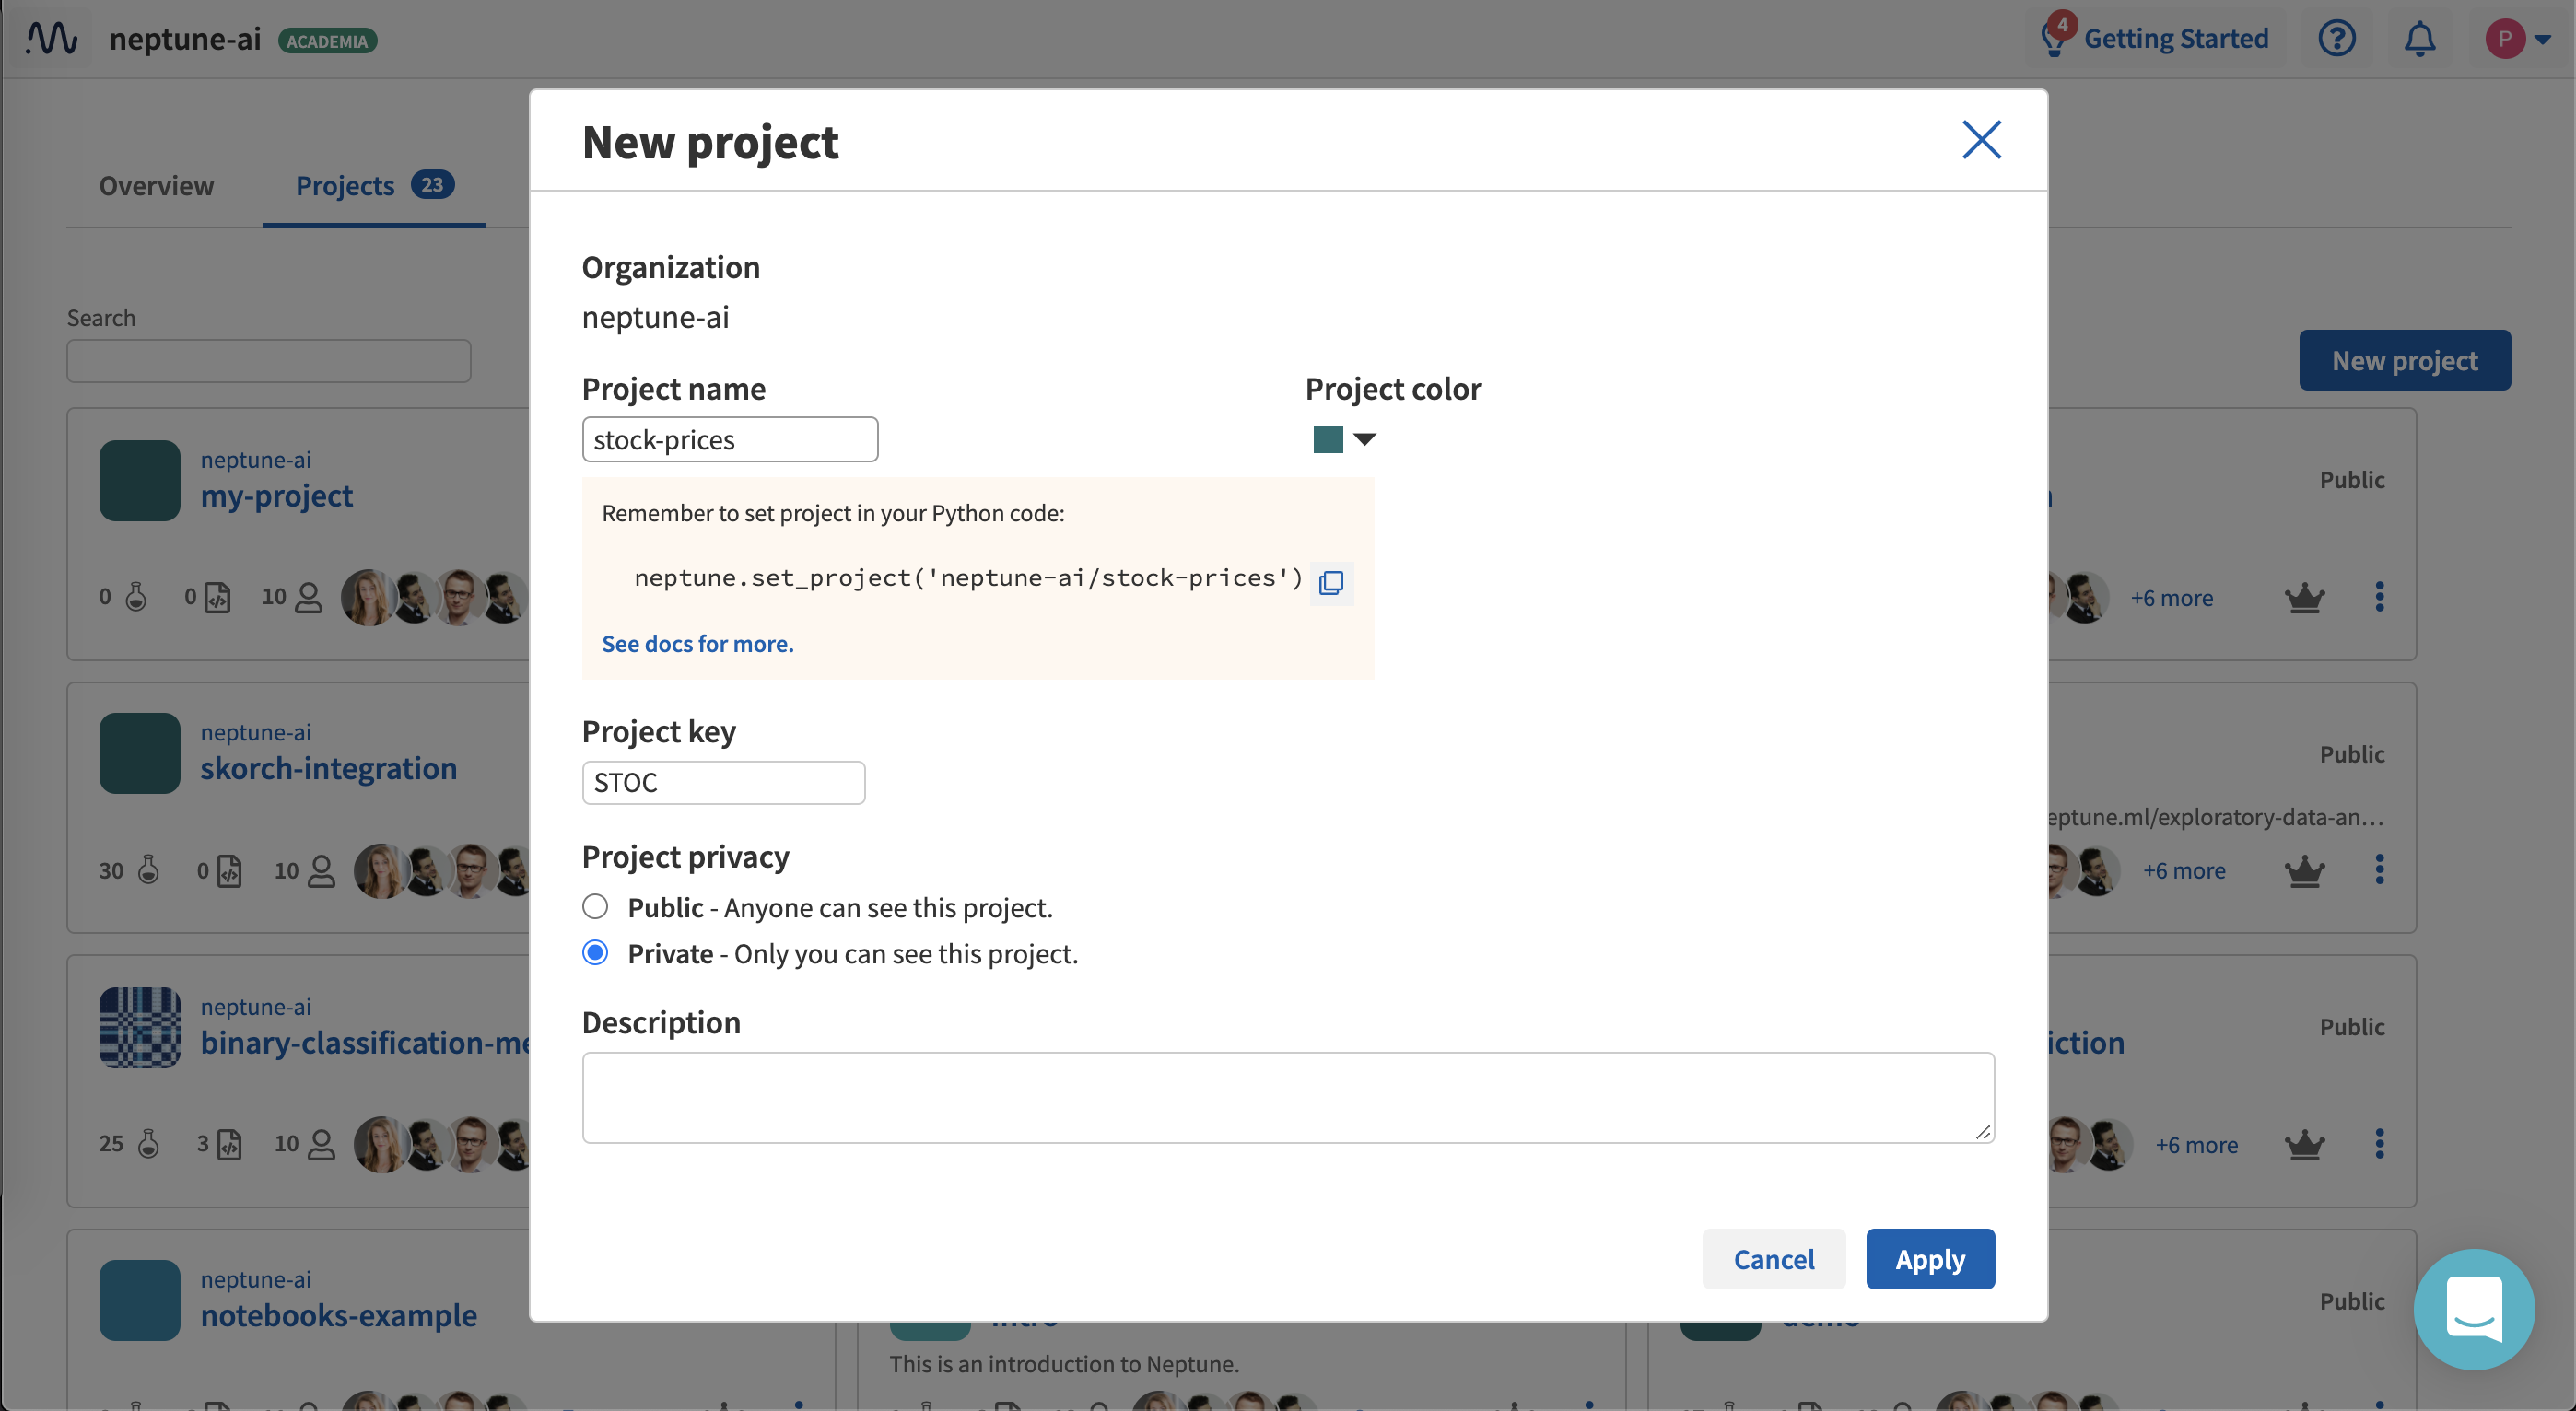 neptune-ai ACADEMIA
4 Getting Started
P
Overview
Projects 23
Search
New project
neptune-ai
my-project
0 0 10
Public
+6 more
neptune-ai
skorch-integration
30 0 10
Public
eptune.ml/exploratory-data-an...
+6 more
neptune-ai
binary-classification-me
25 3 10
Public
iction
+6 more
neptune-ai
notebooks-example
This is an introduction to Neptune.
Public
New project
Organization
neptune-ai
Project name
stock-prices
Project color
Remember to set project in your Python code:
neptune.set_project('neptune-ai/stock-prices')
See docs for more.
Project key
STOC
Project privacy
Public - Anyone can see this project.
Private - Only you can see this project.
Description
Cancel
Apply